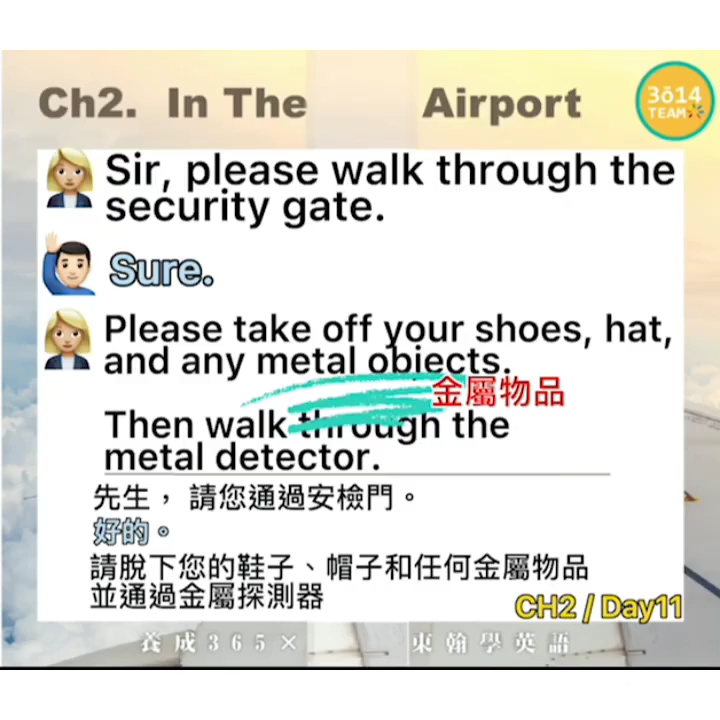 Ch2. In The Airport
3ō14
TEAM
Sir, please walk through the
security gate.
Sure.
Please take off your shoes, hat,
and any metal objects.
金屬物品
Then walk through the
metal detector.
先生，請您通過安檢門。
好的。
請脫下您的鞋子、帽子和任何金屬物品
並通過金屬探測器
CH2 / Day11
養成365× 東翰學英語